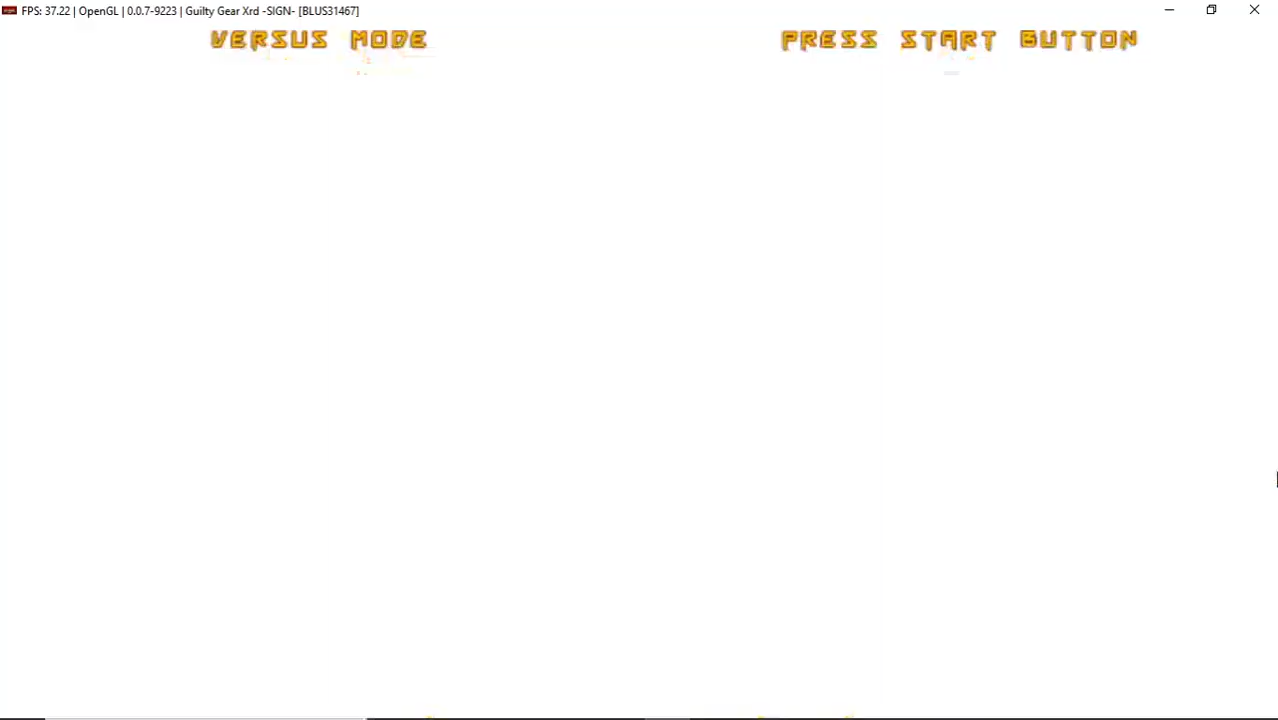 FPS: 37.22 | OpenGL | 0.0.7-9223 | Guilty Gear Xrd -SIGN- [BLUS31467]
VERSUS MODE PRESS START BUTTON